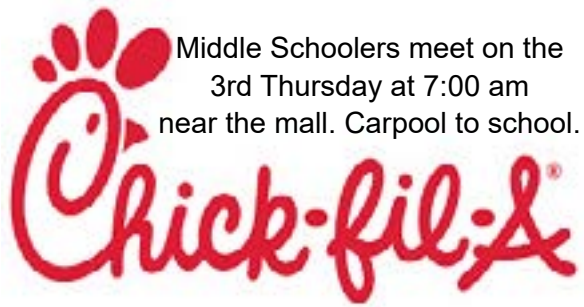 Middle Schoolers meet on the
3rd Thursday at 7:00 am
near the mall. Carpool to school.
Chick-fil-A®